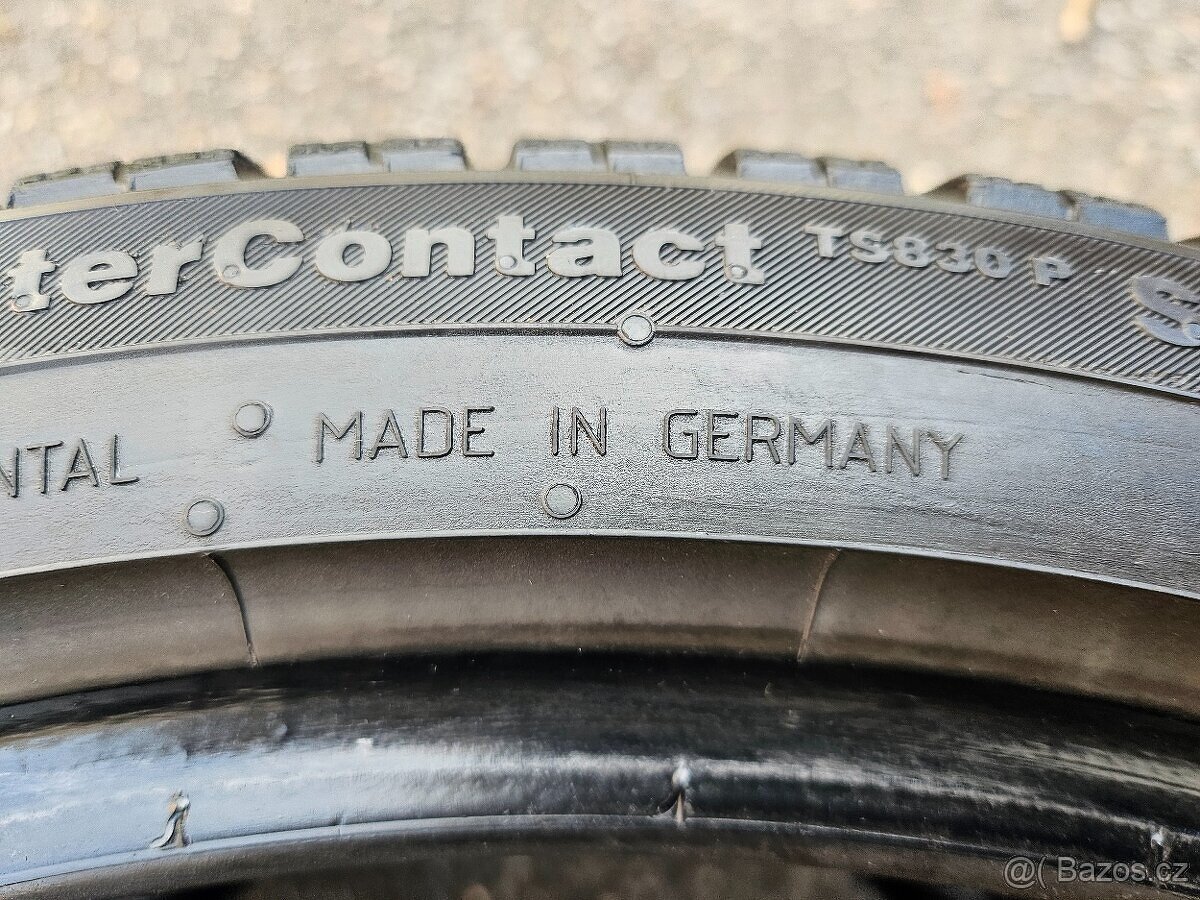 terContact TS830 P S
NTAL MADE IN GERMANY
@( Bazos.cz